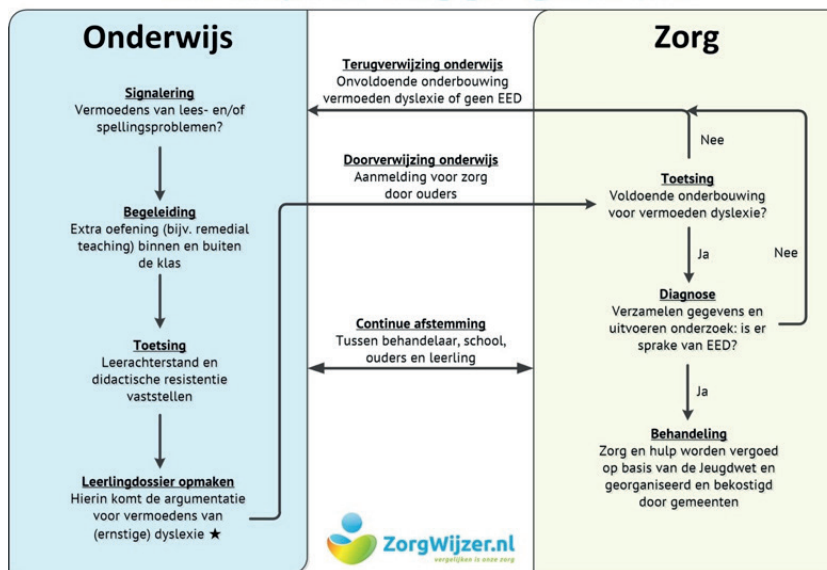 Onderwijs
Signalering
Vermoedens van lees- en/of
spellingsproblemen?
Begeleiding
Extra oefening (bijv. remedial
teaching) binnen en buiten
de klas
Toetsing
Leerachterstand en
didactische resistentie
vaststellen
Leerlingdossier opmaken
Hierin komt de argumentatie
voor vermoedens van
(ernstige) dyslexie ★
Terugverwijzing onderwijs
Onvoldoende onderbouwing
vermoeden dyslexie of geen EED
Doorverwijzing onderwijs
Aanmelding voor zorg
door ouders
Continue afstemming
Tussen behandelaar, school,
ouders en leerling
ZorgWijzer.nl
vergelijken is onze zorg
Zorg
Nee
Toetsing
Voldoende onderbouwing
voor vermoeden dyslexie?
Ja
Nee
Diagnose
Verzamelen gegevens en
uitvoeren onderzoek: is er
sprake van EED?
Ja
Behandeling
Zorg en hulp worden vergoed
op basis van de Jeugdwet en
georganiseerd en bekostigd
door gemeenten